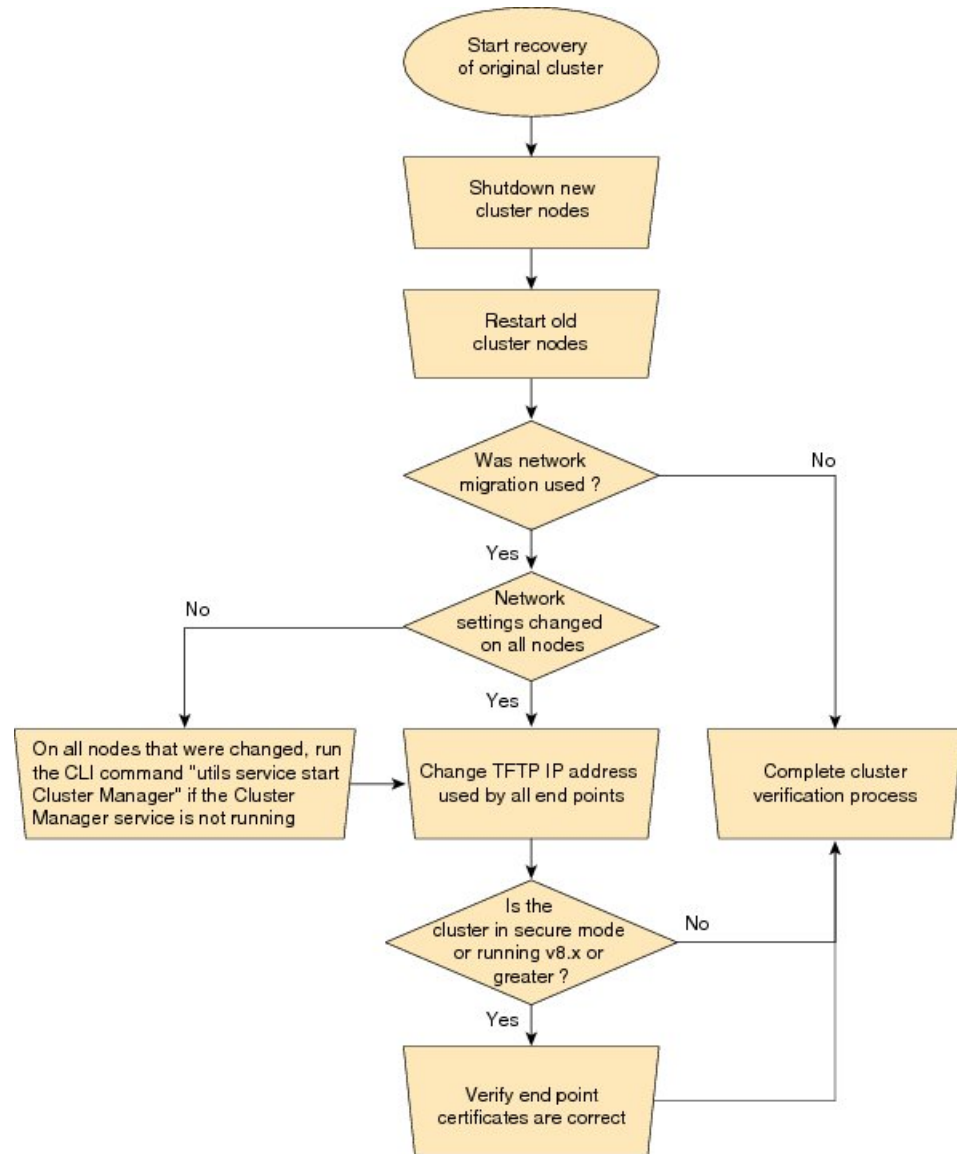 Start recovery
of original cluster
Shutdown new
cluster nodes
Restart old
cluster nodes
Was network
migration used ?
No
Yes
Network
settings changed
on all nodes
No
Yes
On all nodes that were changed, run
the CLI command "utils service start
Cluster Manager" if the Cluster
Manager service is not running
Change TFTP IP address
used by all end points
Complete cluster
verification process
Is the
cluster in secure mode
or running v8.x or
greater ?
No
Yes
Verify end point
certificates are correct